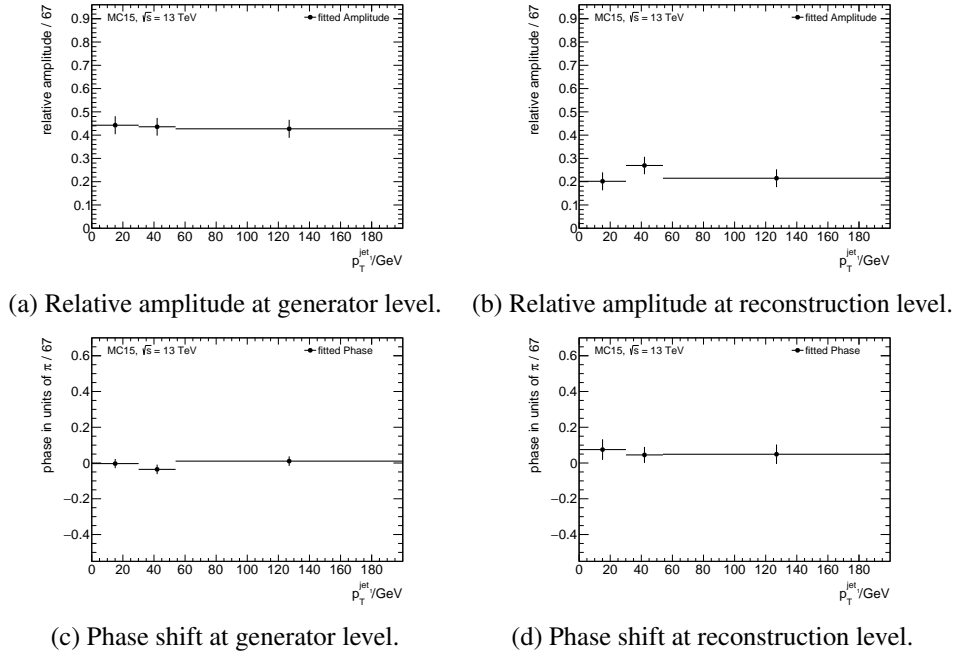 MC15, √s = 13 TeV
fitted Amplitude
relative amplitude / 67
0.9
0.8
0.7
0.6
0.5
0.4
0.3
0.2
0.1
0
0 20 40 60 80 100 120 140 160 180
p_T^jet₁/GeV
MC15, √s = 13 TeV
fitted Amplitude
relative amplitude / 67
0.9
0.8
0.7
0.6
0.5
0.4
0.3
0.2
0.1
0
0 20 40 60 80 100 120 140 160 180
p_T^jet₁/GeV
(a) Relative amplitude at generator level.
(b) Relative amplitude at reconstruction level.
MC15, √s = 13 TeV
fitted Phase
phase in units of π / 67
0.6
0.4
0.2
0
−0.2
−0.4
0 20 40 60 80 100 120 140 160 180
p_T^jet₁/GeV
MC15, √s = 13 TeV
fitted Phase
phase in units of π / 67
0.6
0.4
0.2
0
−0.2
−0.4
0 20 40 60 80 100 120 140 160 180
p_T^jet₁/GeV
(c) Phase shift at generator level.
(d) Phase shift at reconstruction level.